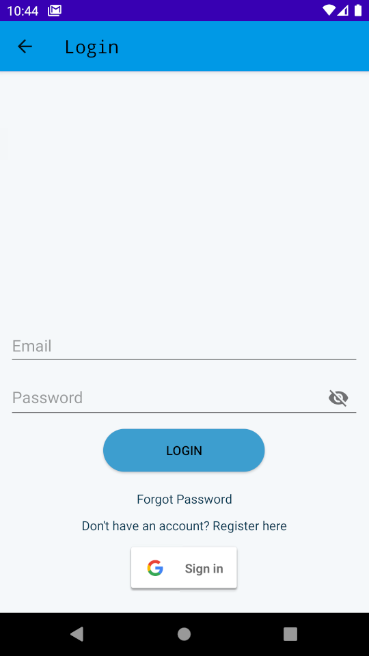 10:44
Login
Email
Password
LOGIN
Forgot Password
Don't have an account? Register here
G Sign in